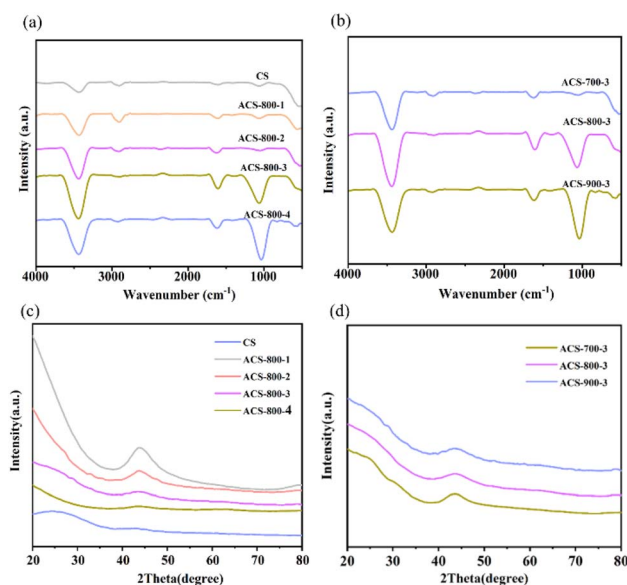 (a)
Intensity (a.u.)
CS
ACS-800-1
ACS-800-2
ACS-800-3
ACS-800-4
4000 3000 2000 1000
Wavenumber (cm⁻¹)
(b)
Intensity (a.u.)
ACS-700-3
ACS-800-3
ACS-900-3
4000 3000 2000 1000
Wavenumber (cm⁻¹)
(c)
Intensity(a.u.)
CS
ACS-800-1
ACS-800-2
ACS-800-3
ACS-800-4
20 30 40 50 60 70 80
2Theta(degree)
(d)
Intensity(a.u.)
ACS-700-3
ACS-800-3
ACS-900-3
20 30 40 50 60 70 80
2Theta(degree)